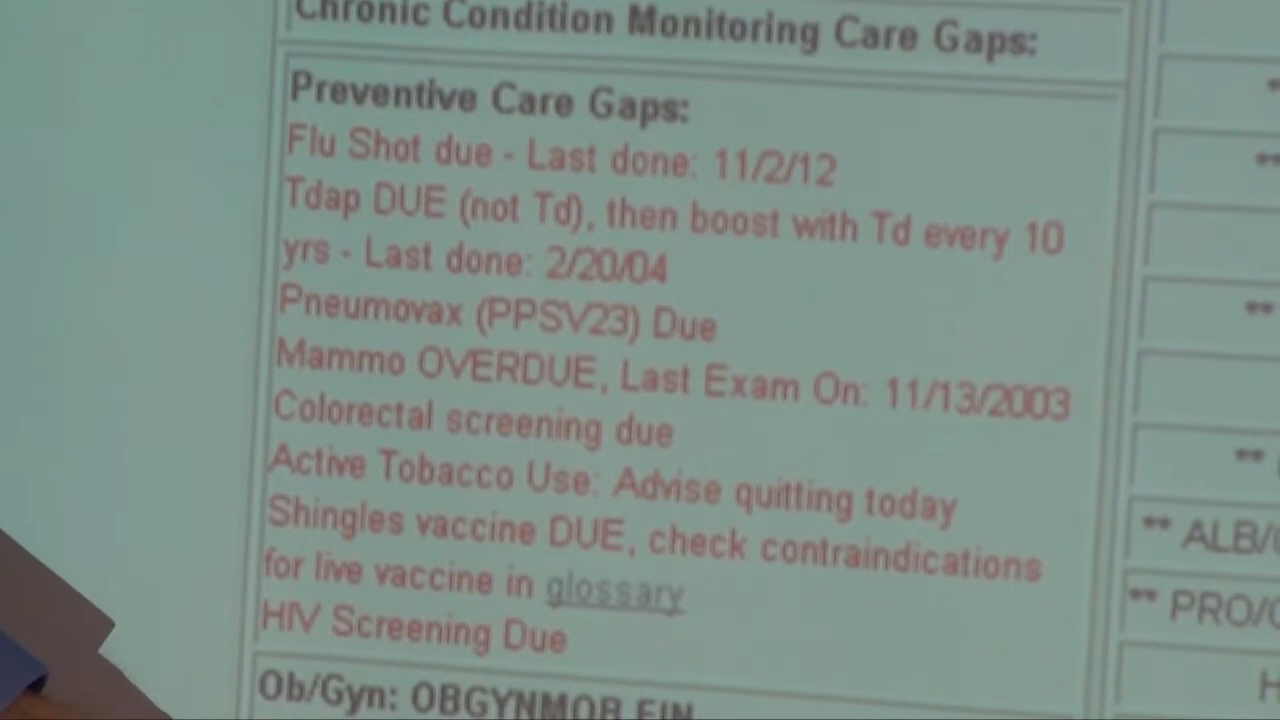 Chronic Condition Monitoring Care Gaps:
Preventive Care Gaps:
Flu Shot due - Last done: 11/2/12
Tdap DUE (not Td), then boost with Td every 10
yrs - Last done: 2/20/04
Pneumovax (PPSV23) Due
Mammo OVERDUE, Last Exam On: 11/13/2003
Colorectal screening due
Active Tobacco Use: Advise quitting today
Shingles vaccine DUE, check contraindications
for live vaccine in glossary
HIV Screening Due
Ob/Gyn:
**
**
**
**
** ALB/
** PRO/
H